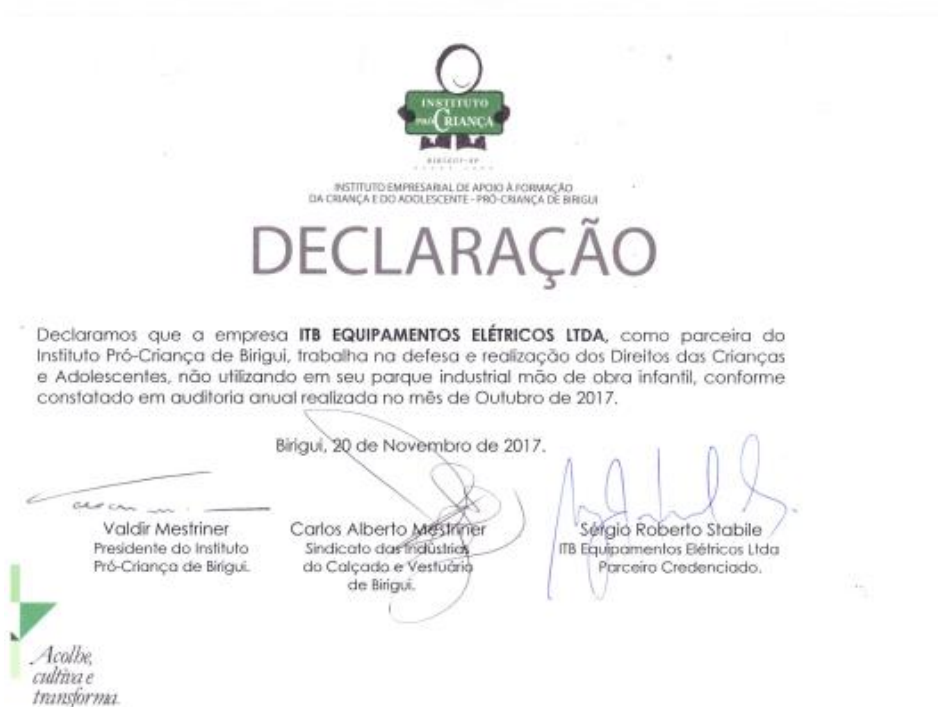 INSTITUTO
PRÓ-CRIANÇA
BIRIGUI-SP
INSTITUTO EMPRESARIAL DE APOIO À FORMAÇÃO
DA CRIANÇA E DO ADOLESCENTE - PRÓ-CRIANÇA DE BIRIGUI
DECLARAÇÃO
Declaramos que a empresa ITB EQUIPAMENTOS ELÉTRICOS LTDA, como parceira do
Instituto Pró-Criança de Birigui, trabalha na defesa e realização dos Direitos das Crianças
e Adolescentes, não utilizando em seu parque industrial mão de obra infantil, conforme
constatado em auditoria anual realizada no mês de Outubro de 2017.
Birigui, 20 de Novembro de 2017.
Valdir Mestriner
Presidente do Instituto
Pró-Criança de Birigui.
Carlos Alberto Mestriner
Sindicato das Indústrias
do Calçado e Vestuário
de Birigui.
Sérgio Roberto Stabile
ITB Equipamentos Elétricos Ltda
Parceiro Credenciado.
Acolhe,
cultiva e
transforma.